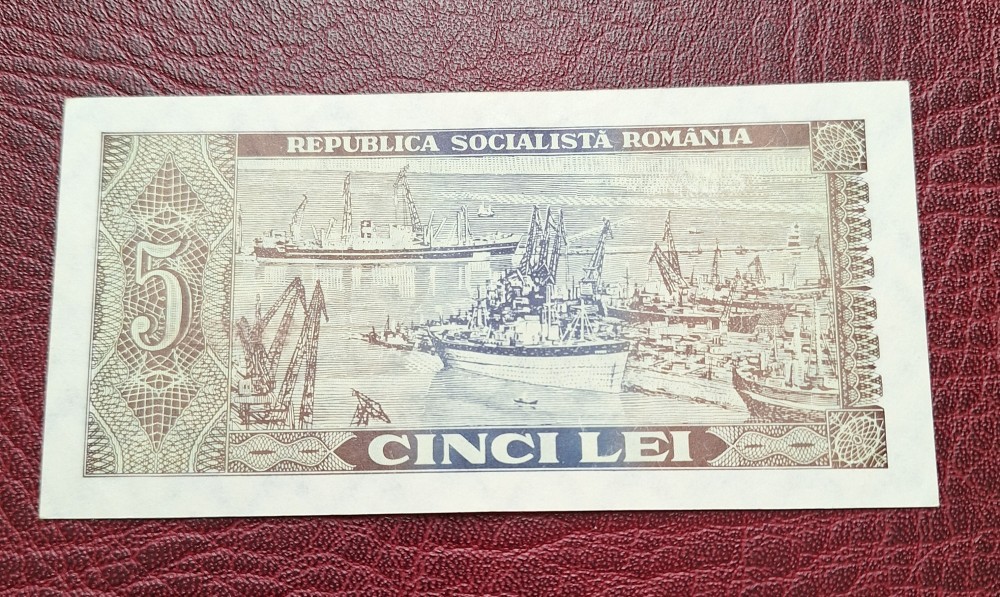 REPUBLICA SOCIALISTĂ ROMÂNIA
5
CINCI LEI